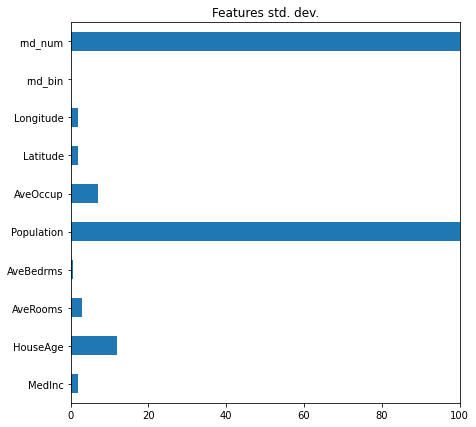 Features std. dev.
rnd_num
rnd_bin
Longitude
Latitude
AveOccup
Population
AveBedrms
AveRooms
HouseAge
MedInc
0 20 40 60 80 100